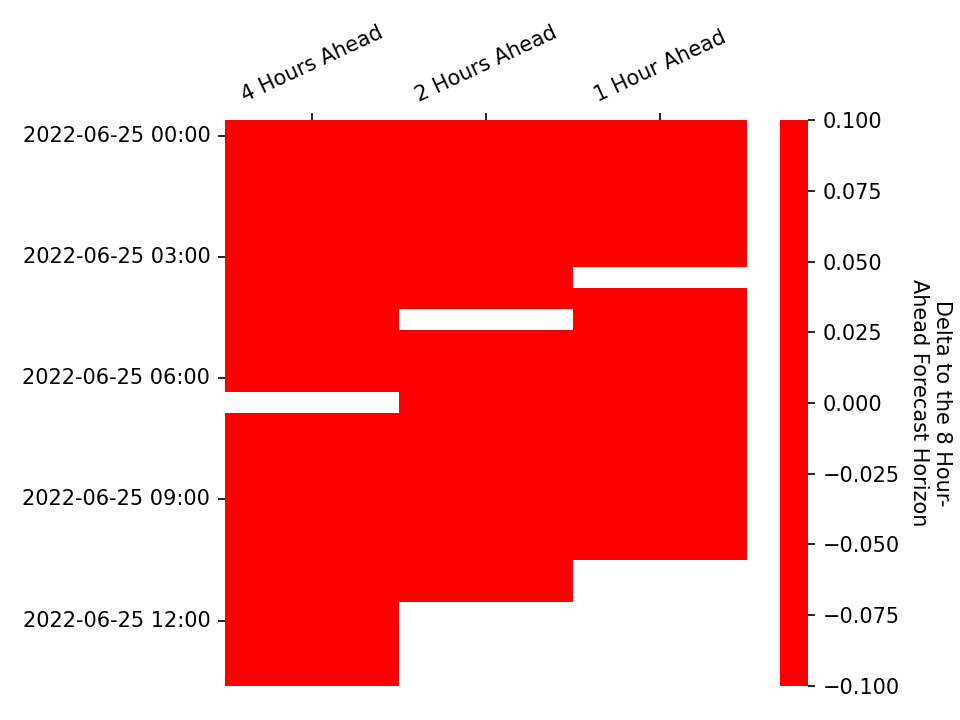 4 Hours Ahead
2 Hours Ahead
1 Hour Ahead
2022-06-25 00:00
2022-06-25 03:00
2022-06-25 06:00
2022-06-25 09:00
2022-06-25 12:00
0.100
0.075
0.050
0.025
0.000
−0.025
−0.050
−0.075
−0.100
Delta to the 8 Hour-
Ahead Forecast Horizon